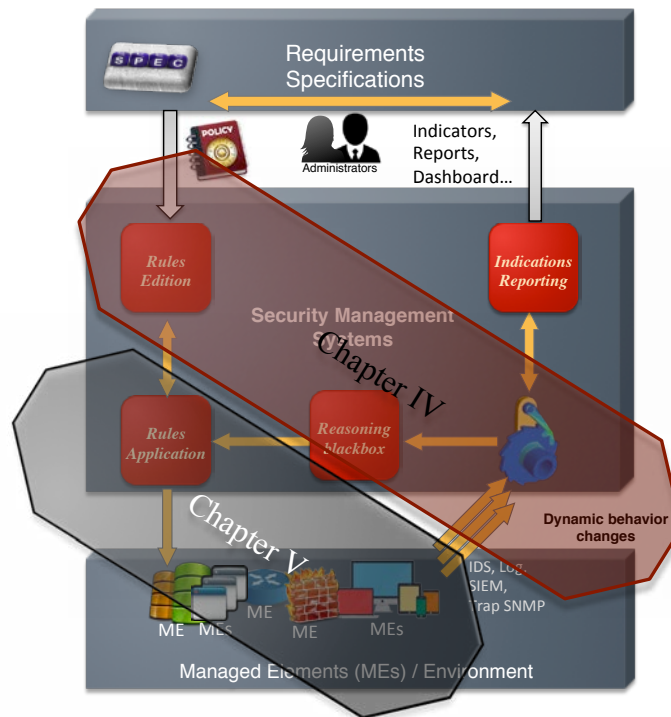 SPEC
Requirements
Specifications
POLICY
Administrators
Indicators,
Reports,
Dashboard...
Rules
Edition
Indications
Reporting
Security Management
Systems
Chapter IV
Rules
Application
Reasoning
blackbox
Chapter V
Dynamic behavior
changes
IDS, Log,
SIEM,
Trap SNMP
ME
MEs
ME
ME
MEs
Managed Elements (MEs) / Environment